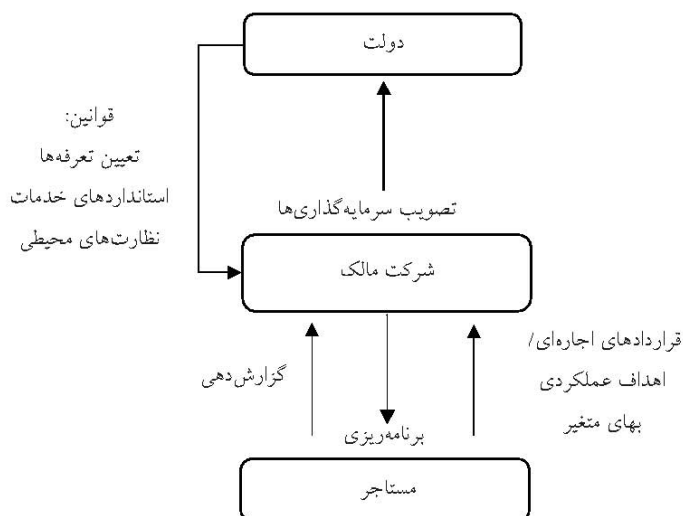 دولت
قوانین:
تعیین تعرفه‌ها
استانداردهای خدمات
نظارت‌های محیطی
تصویب سرمایه‌گذاری‌ها
شرکت مالک
قراردادهای اجاره‌ای/
اهداف عملکردی
بهای متغیر
گزارش‌دهی
برنامه‌ریزی
مستاجر